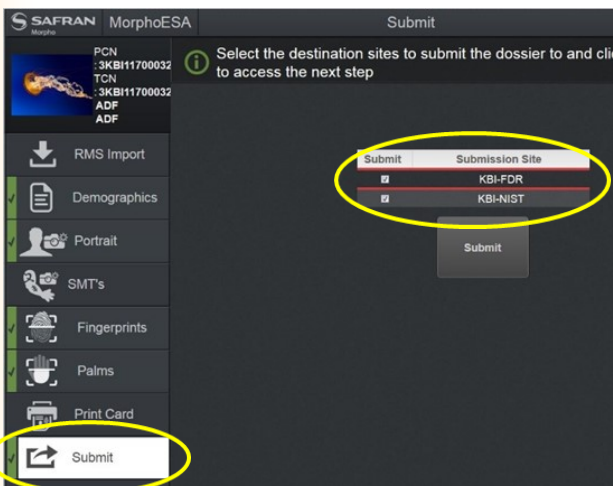 SAFRAN
Morpho
MorphoESA
Submit
PCN
: 3KBI11700032
TCN
: 3KBI11700032
ADF
ADF
Select the destination sites to submit the dossier to and
to access the next step
RMS Import
Demographics
Portrait
SMT's
Fingerprints
Palms
Print Card
Submit
Submit Submission Site
KBI-FDR
KBI-NIST
Submit